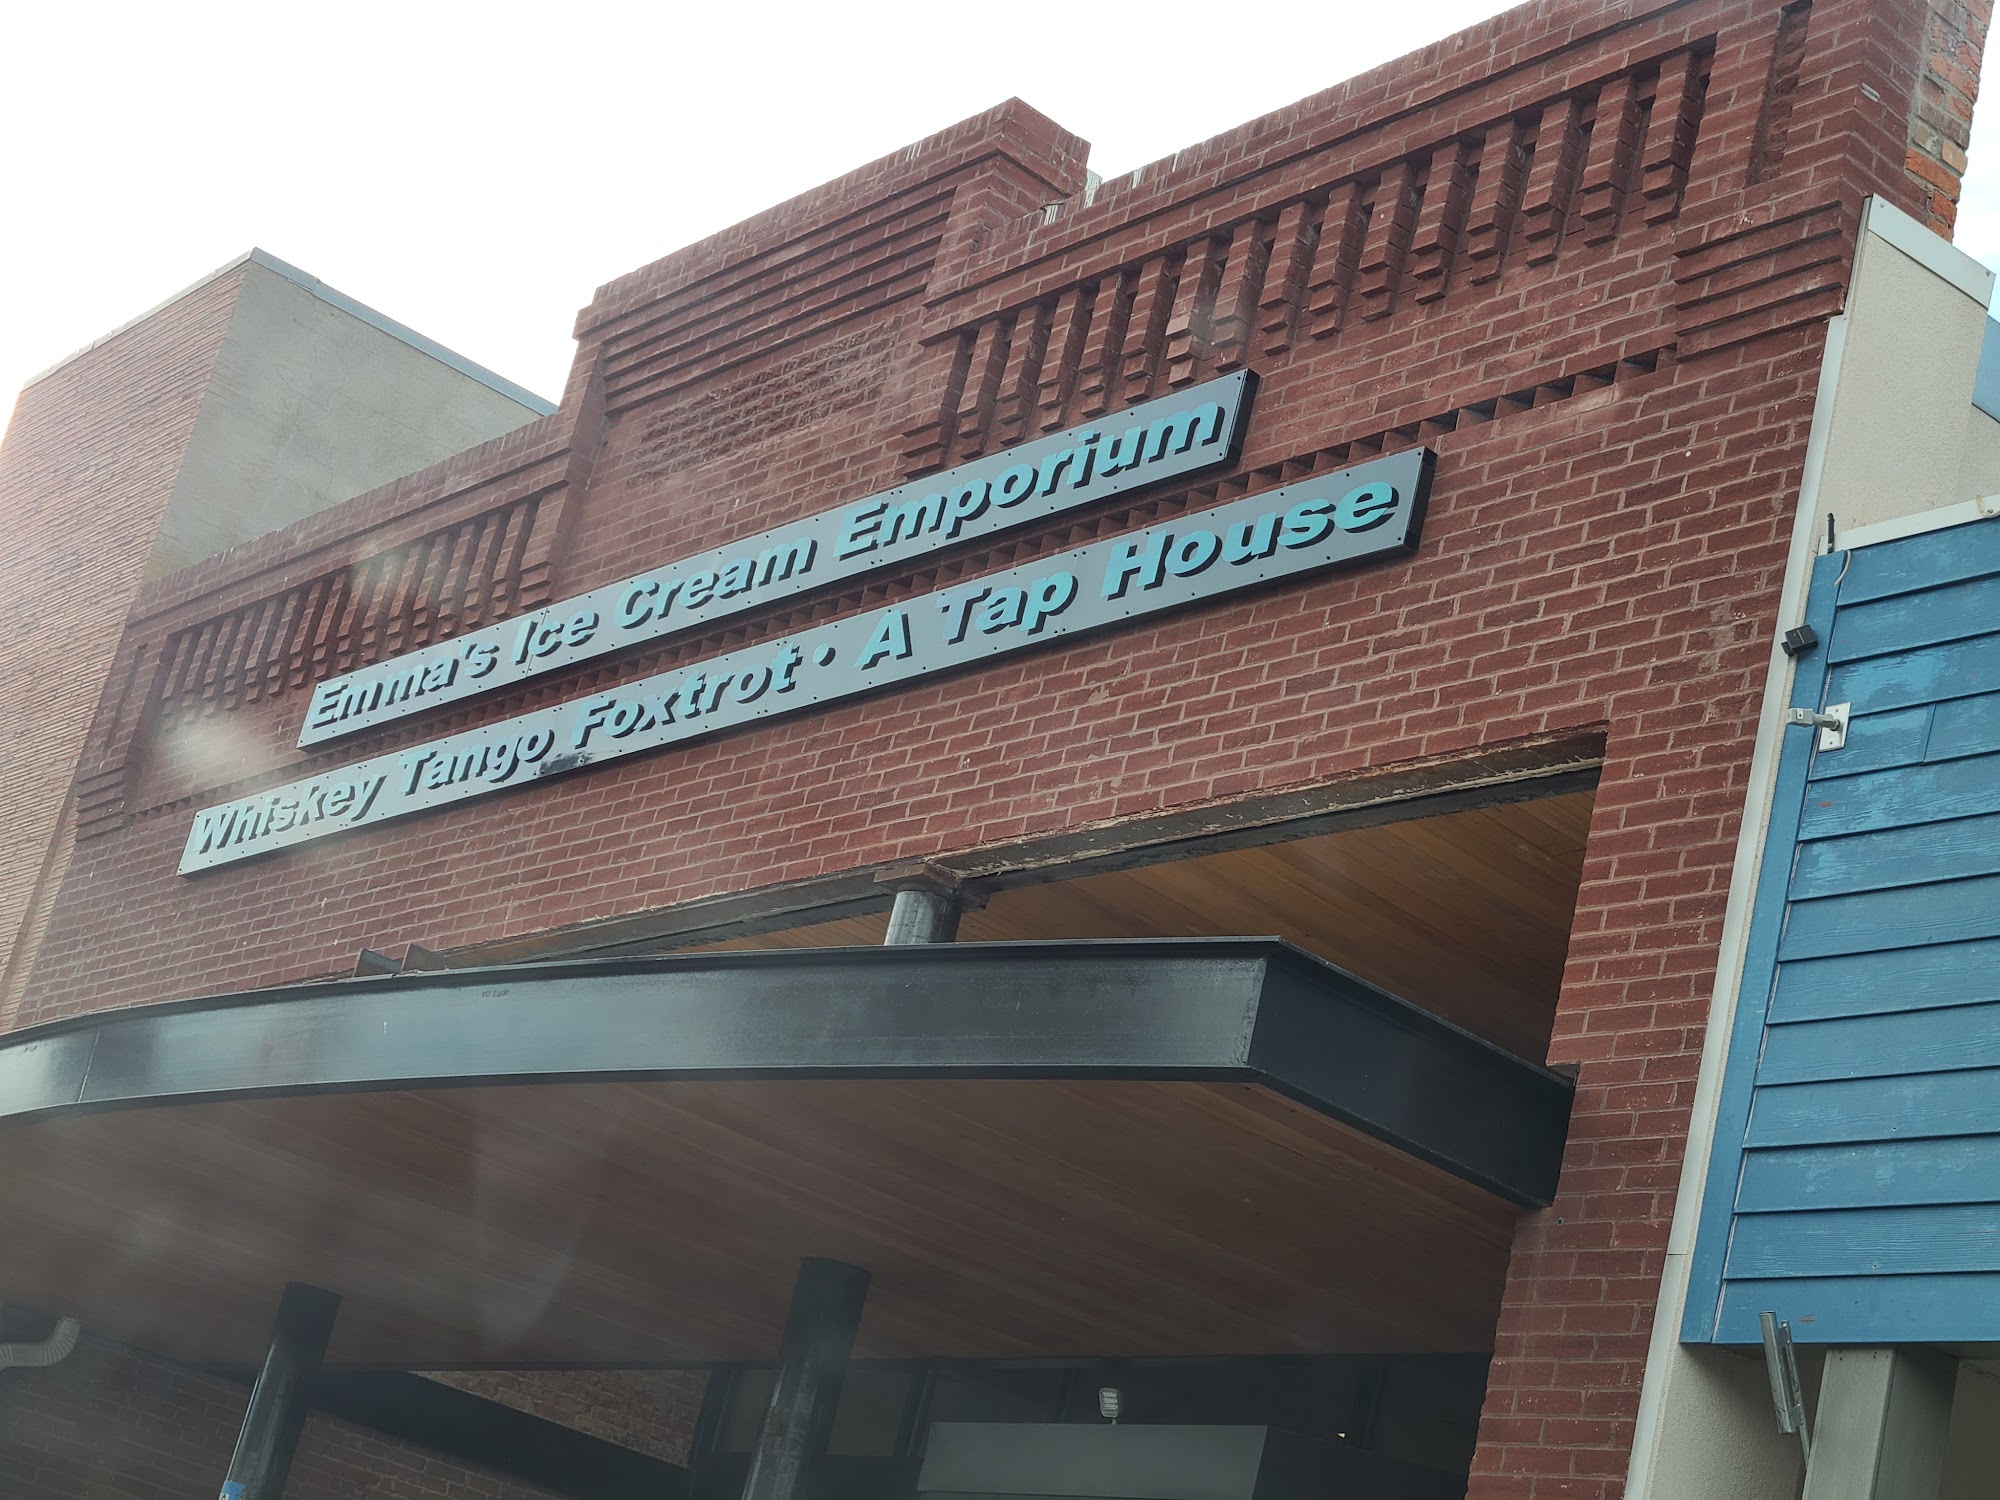 Emma's Ice Cream Emporium
Whiskey Tango Foxtrot • A Tap House